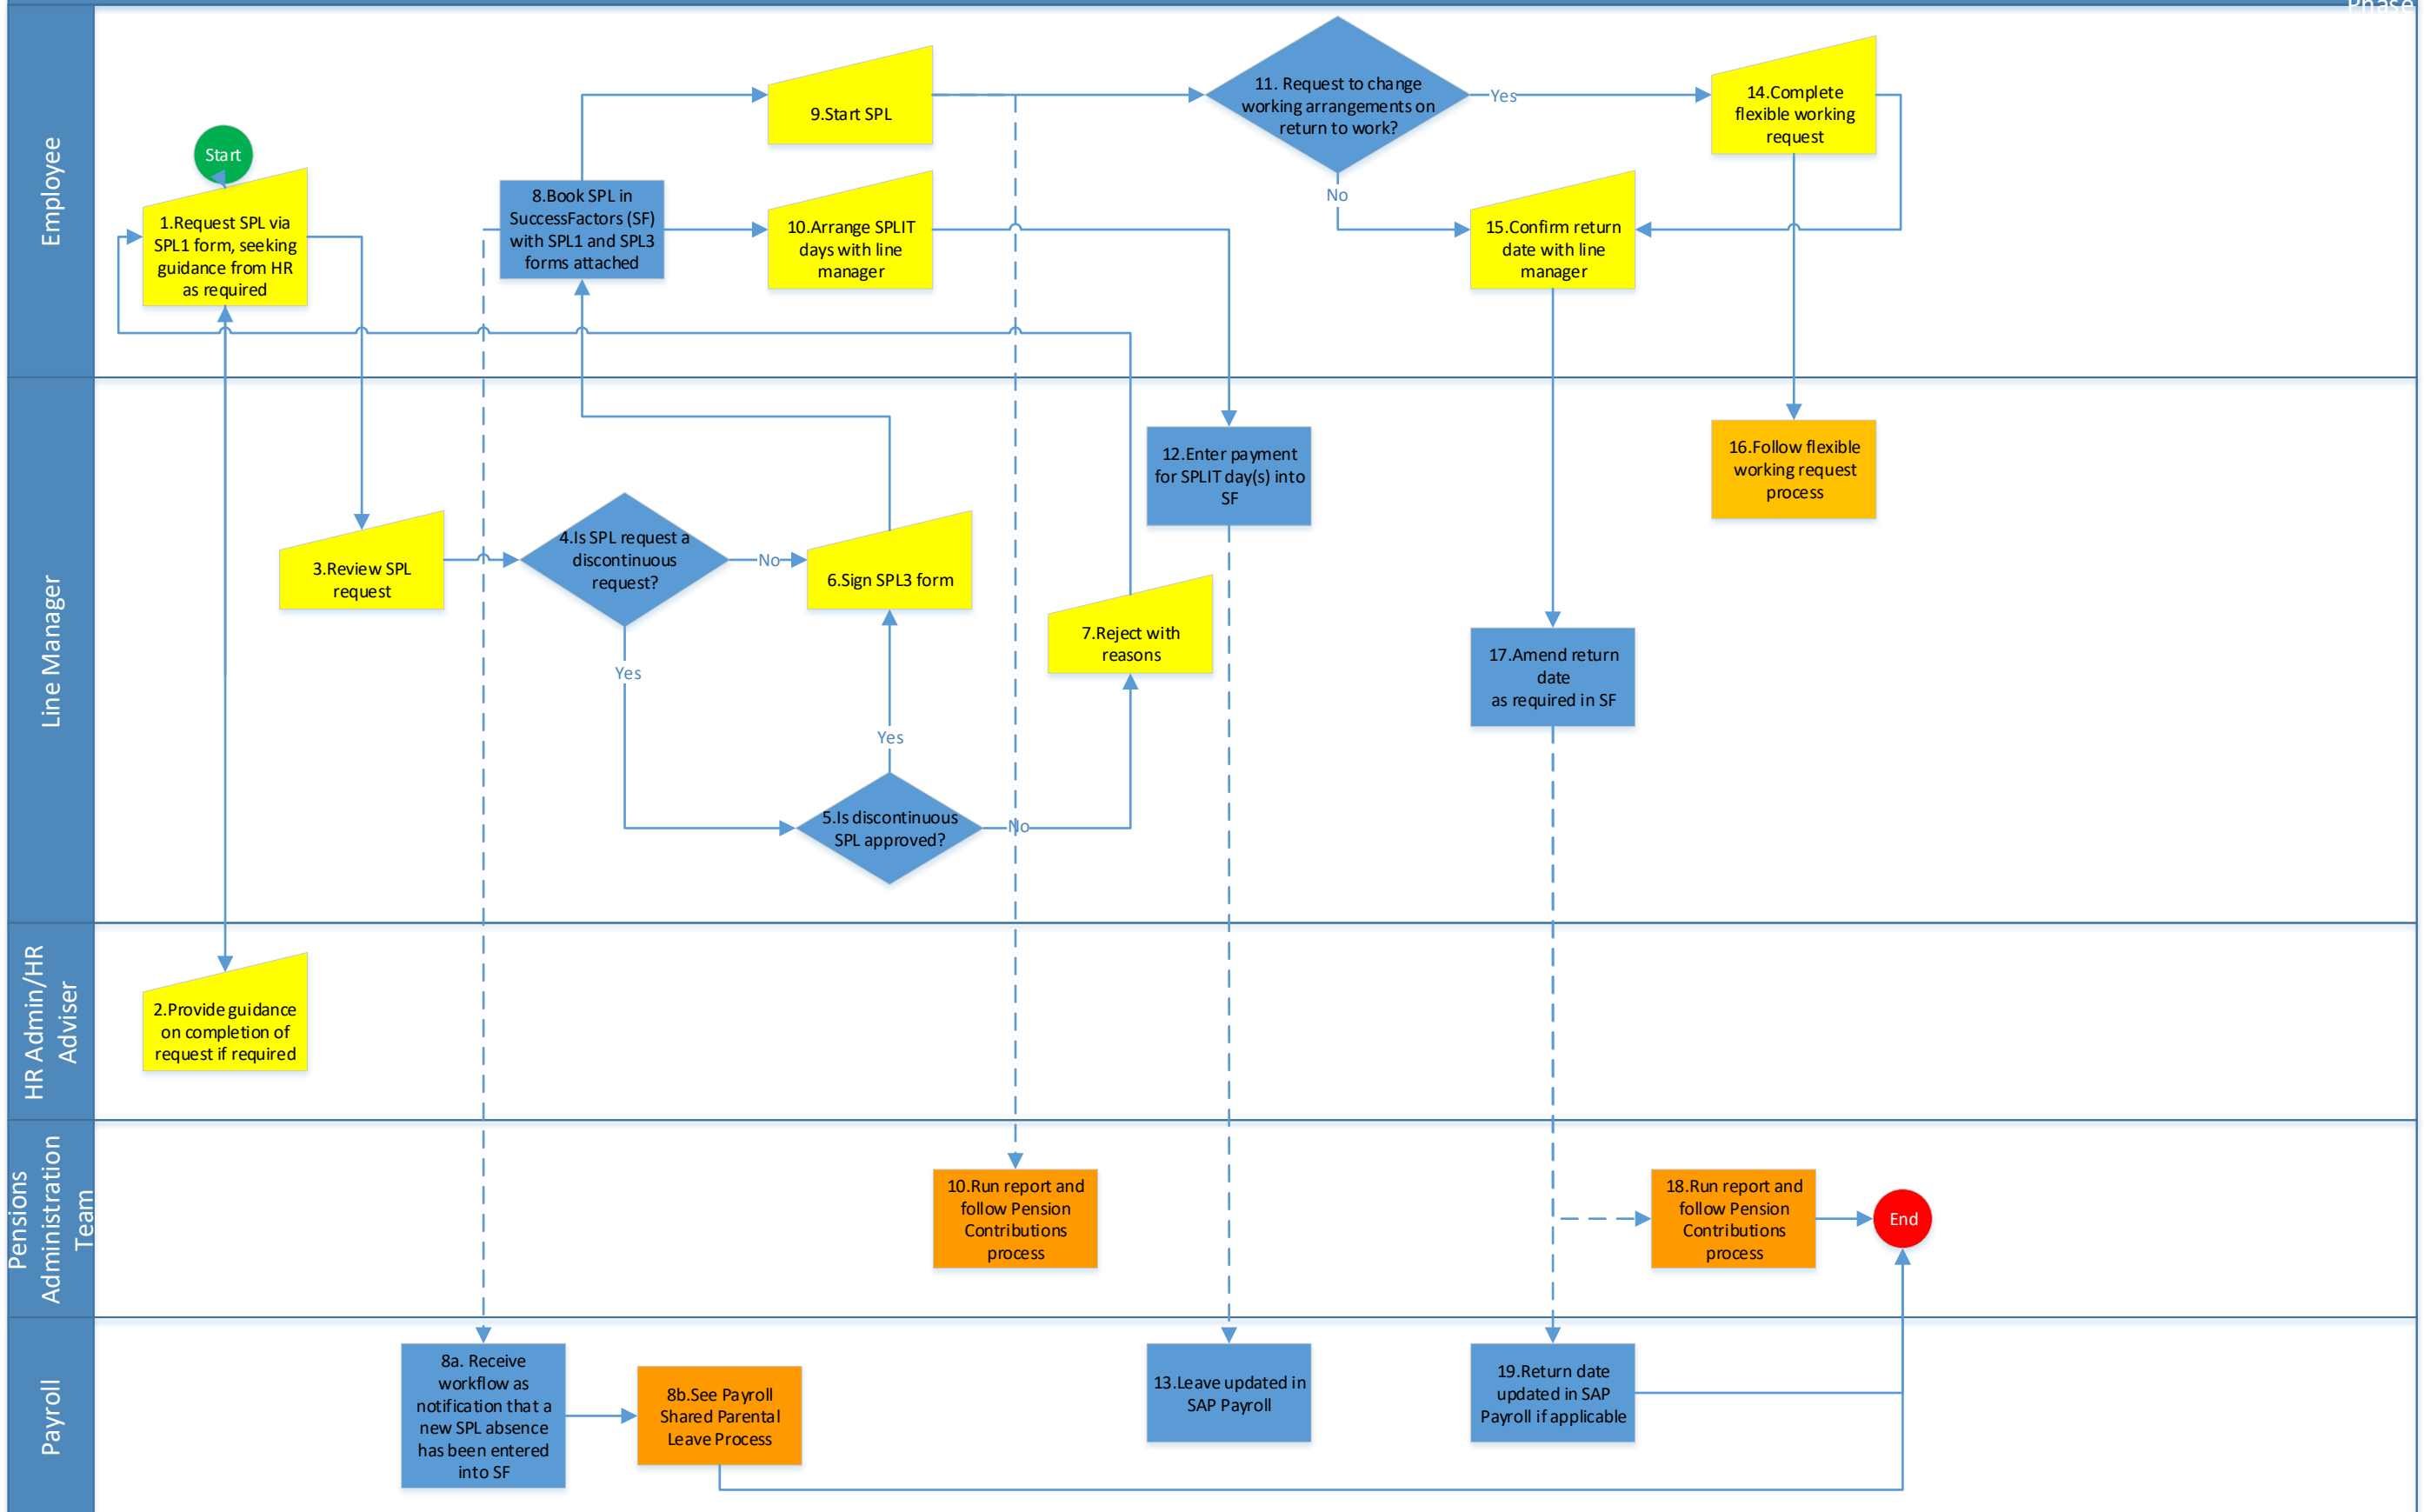 Phase
Employee
Start
1.Request SPL via
SPL1 form, seeking
guidance from HR
as required
8.Book SPL in
SuccessFactors (SF)
with SPL1 and SPL3
forms attached
9.Start SPL
10.Arrange SPLIT
days with line
manager
11. Request to change
working arrangements on
return to work?
Yes
No
14.Complete
flexible working
request
15.Confirm return
date with line
manager
Line Manager
3.Review SPL
request
4.Is SPL request a
discontinuous
request?
No
Yes
6.Sign SPL3 form
Yes
5.Is discontinuous
SPL approved?
No
7.Reject with
reasons
12.Enter payment
for SPLIT day(s) into
SF
16.Follow flexible
working request
process
17.Amend return
date
as required in SF
HR Admin/HR
Adviser
2.Provide guidance
on completion of
request if required
Pensions
Administration
Team
10.Run report and
follow Pension
Contributions
process
18.Run report and
follow Pension
Contributions
process
End
Payroll
8a. Receive
workflow as
notification that a
new SPL absence
has been entered
into SF
8b.See Payroll
Shared Parental
Leave Process
13.Leave updated in
SAP Payroll
19.Return date
updated in SAP
Payroll if applicable